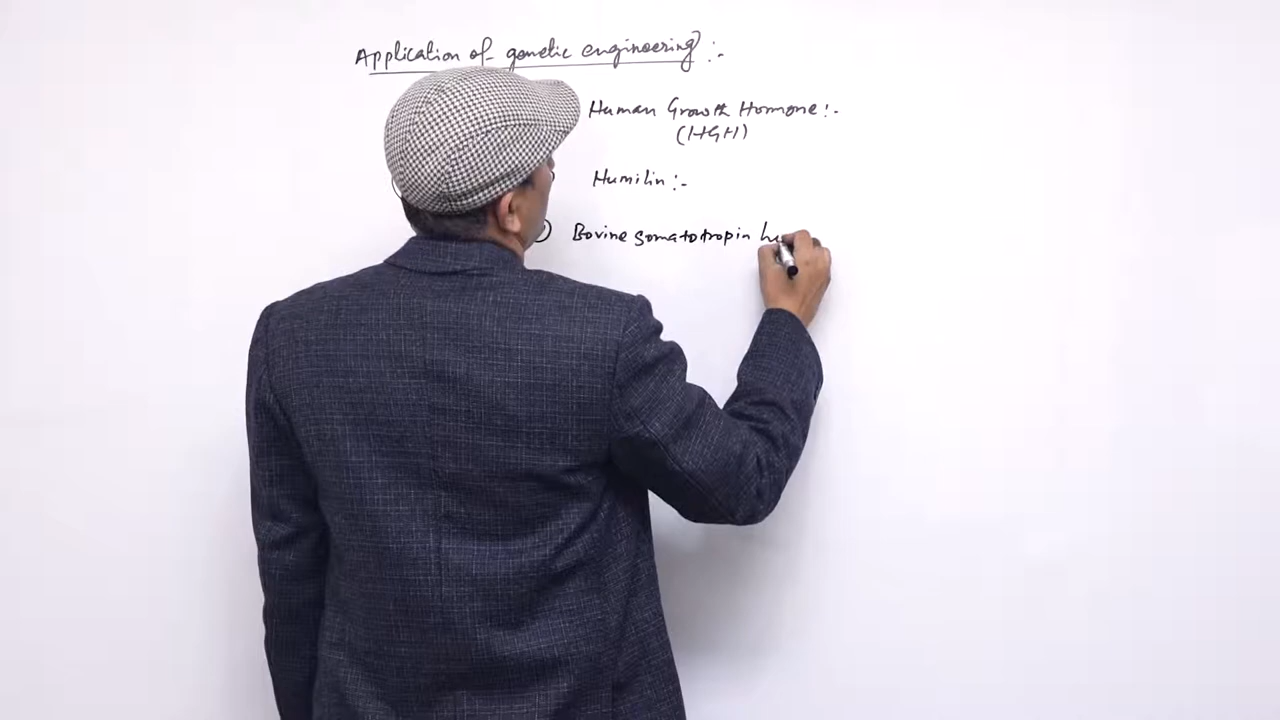 Application of genetic engineering :-
Human Growth Hormone :-
(HGH)
Humilin :-
Bovine somatotropin